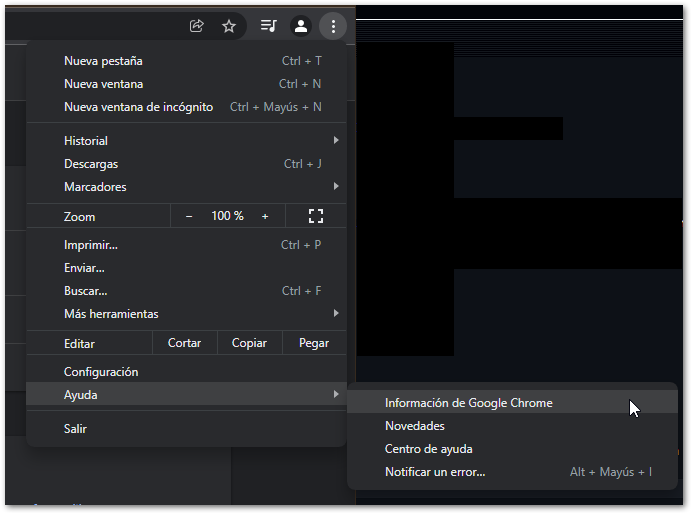 Nueva pestaña Ctrl + T
Nueva ventana Ctrl + N
Nueva ventana de incógnito Ctrl + Mayús + N
Historial
Descargas Ctrl + J
Marcadores
Zoom − 100 % +
Imprimir... Ctrl + P
Enviar...
Buscar... Ctrl + F
Más herramientas
Editar Cortar Copiar Pegar
Configuración
Ayuda
Salir
Información de Google Chrome
Novedades
Centro de ayuda
Notificar un error... Alt + Mayús + I